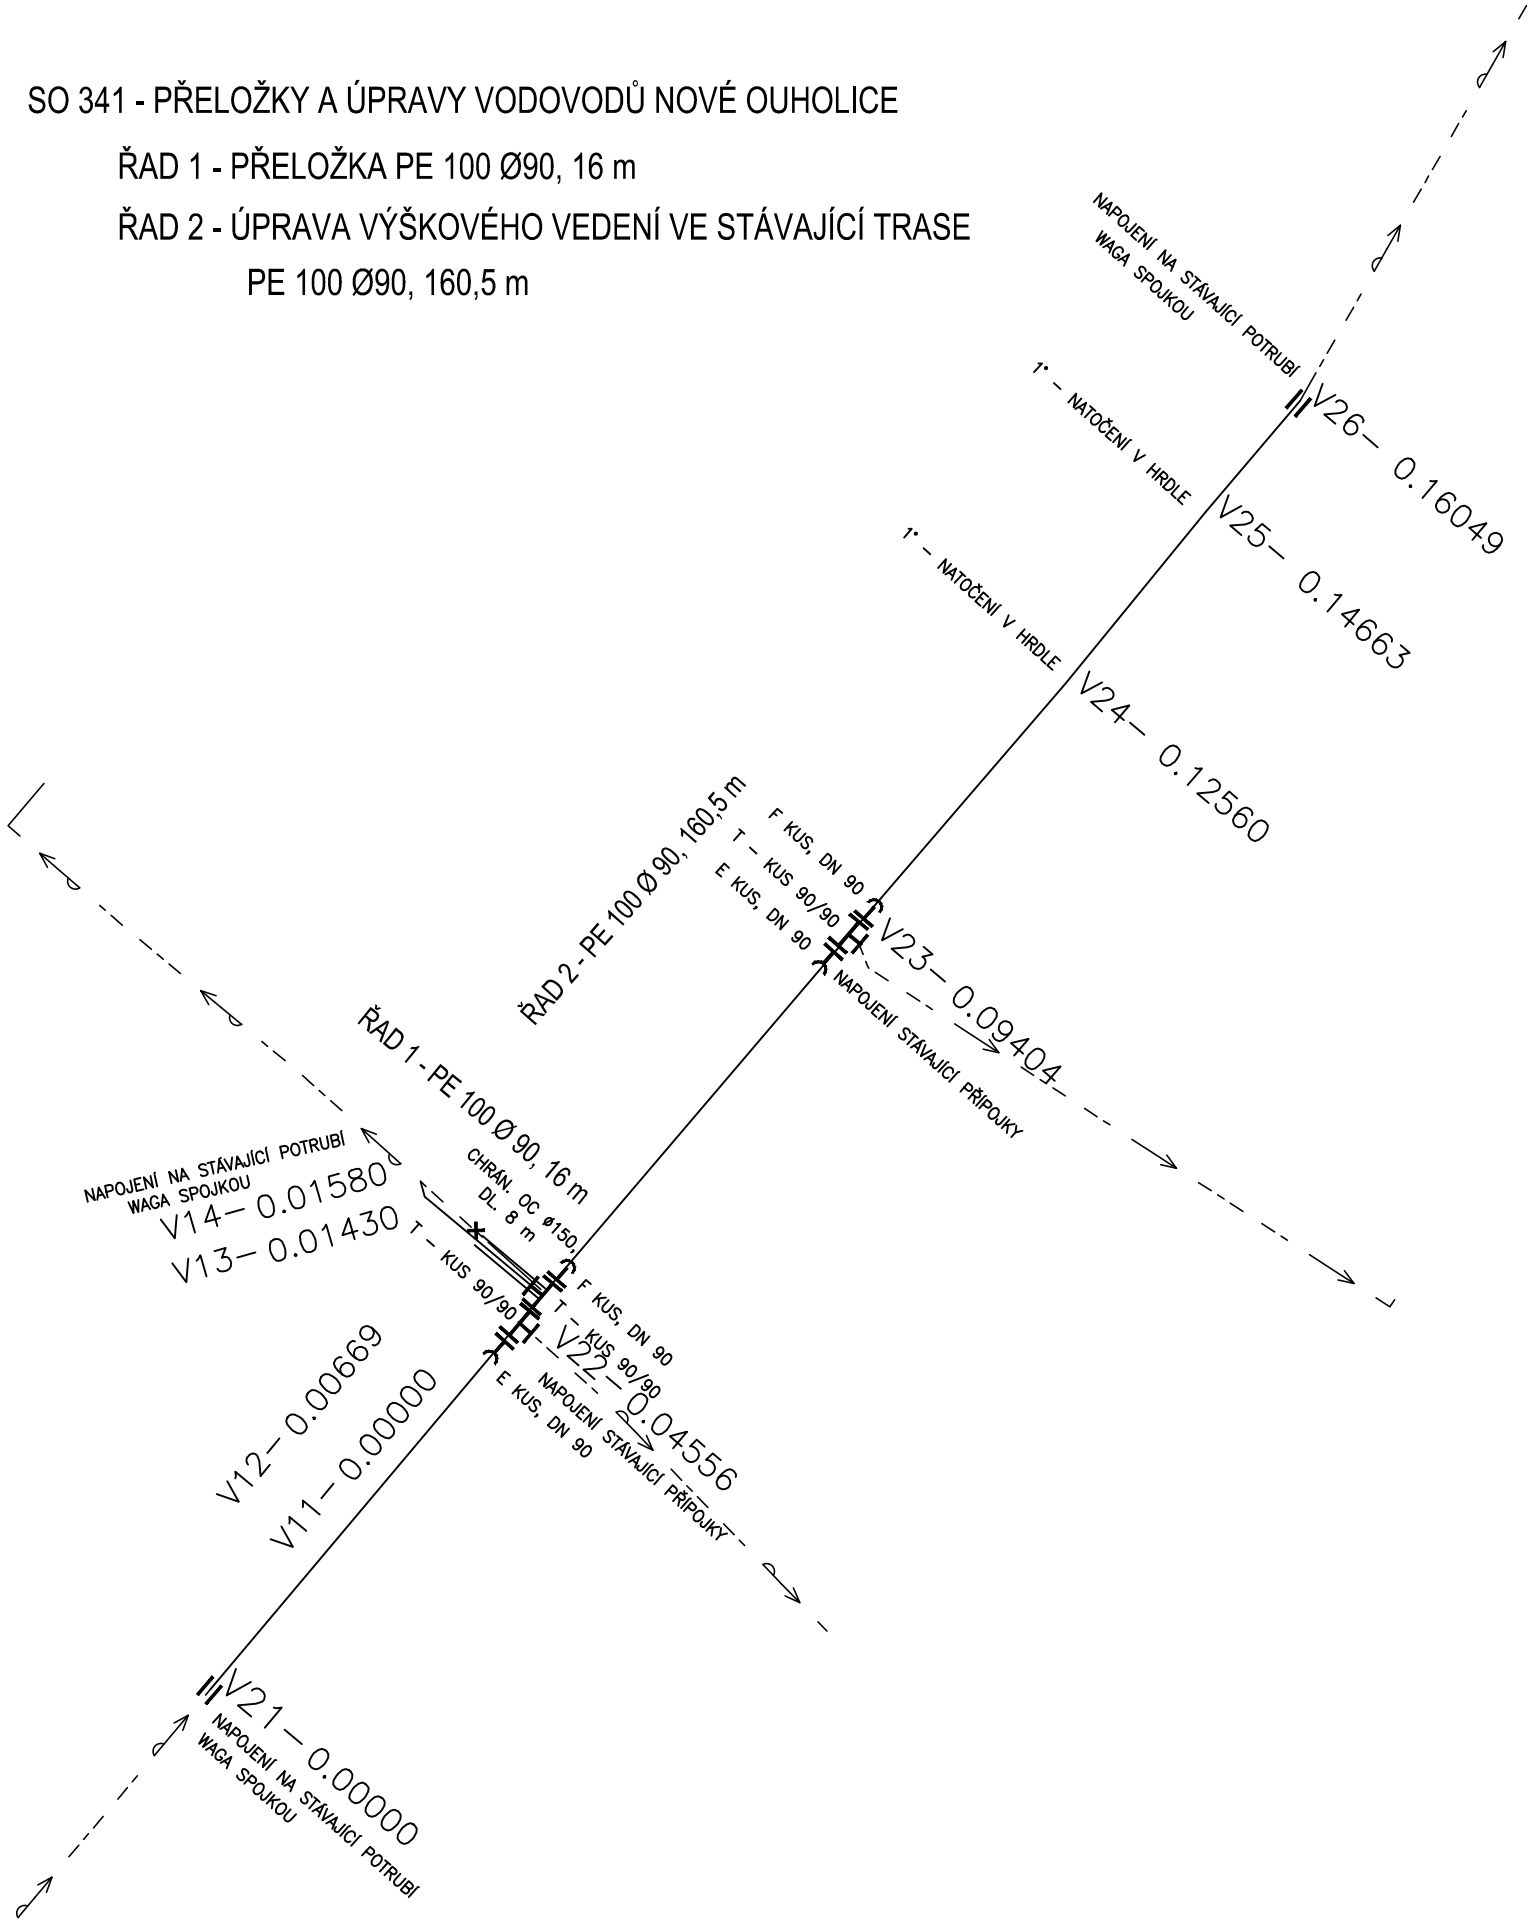 SO 341 - PŘELOŽKY A ÚPRAVY VODOVODŮ NOVÉ OUHOLICE
ŘAD 1 - PŘELOŽKA PE 100 Ø90, 16 m
ŘAD 2 - ÚPRAVA VÝŠKOVÉHO VEDENÍ VE STÁVAJÍCÍ TRASE
PE 100 Ø90, 160,5 m
NAPOJENÍ NA STÁVAJÍCÍ POTRUBÍ
WAGA SPOJKOU
V26- 0.16049
1° - NATOČENÍ V HRDLE
V25- 0.14663
1° - NATOČENÍ V HRDLE
V24- 0.12560
ŘAD 2 - PE 100 Ø 90, 160,5 m
F KUS, DN 90
T - KUS 90/90
E KUS, DN 90
V23- 0.09404
NAPOJENÍ STÁVAJÍCÍ PŘÍPOJKY
ŘAD 1 - PE 100 Ø 90, 16 m
CHRÁN. OC ø150,
DL. 8 m
NAPOJENÍ NA STÁVAJÍCÍ POTRUBÍ
WAGA SPOJKOU
V14- 0.01580
V13- 0.01430
T - KUS 90/90
F KUS, DN 90
T - KUS 90/90
V22- 0.04556
NAPOJENÍ STÁVAJÍCÍ PŘÍPOJKY
E KUS, DN 90
V12- 0.00669
V11- 0.00000
V21- 0.00000
NAPOJENÍ NA STÁVAJÍCÍ POTRUBÍ
WAGA SPOJKOU